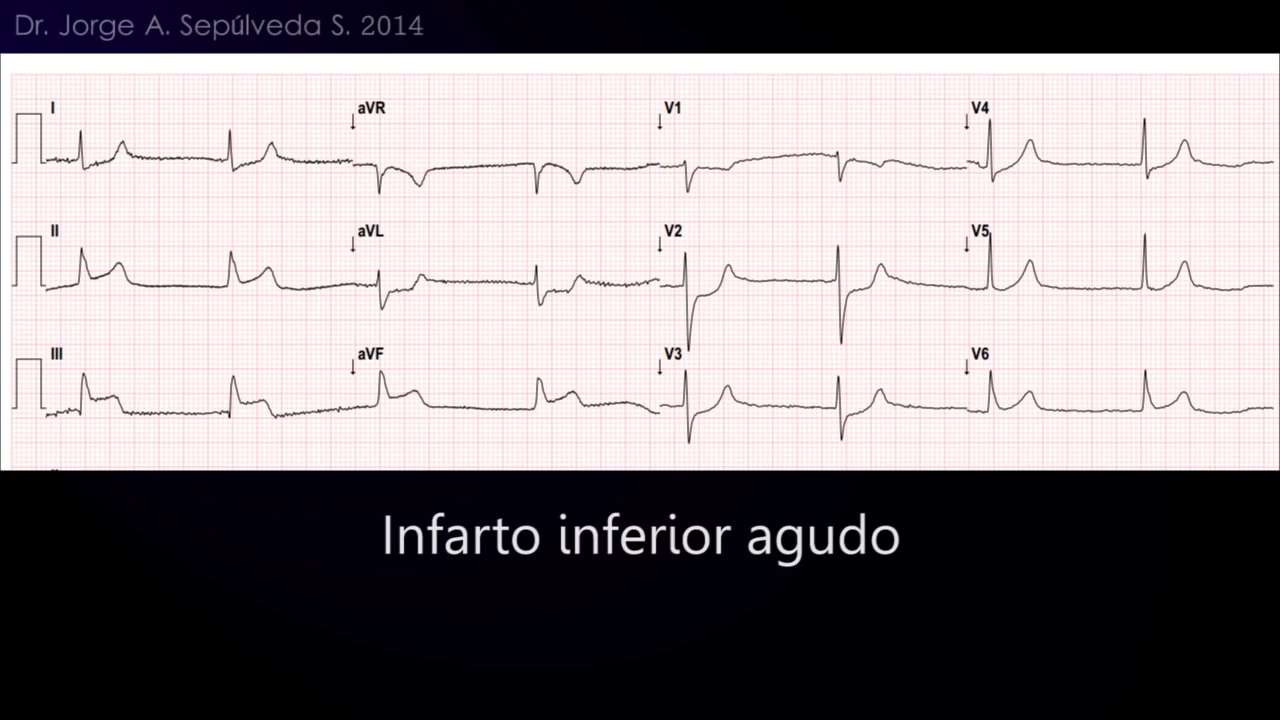 Dr. Jorge A. Sepúlveda S. 2014
I aVR V1 V4
II aVL V2 V5
III aVF V3 V6
Infarto inferior agudo